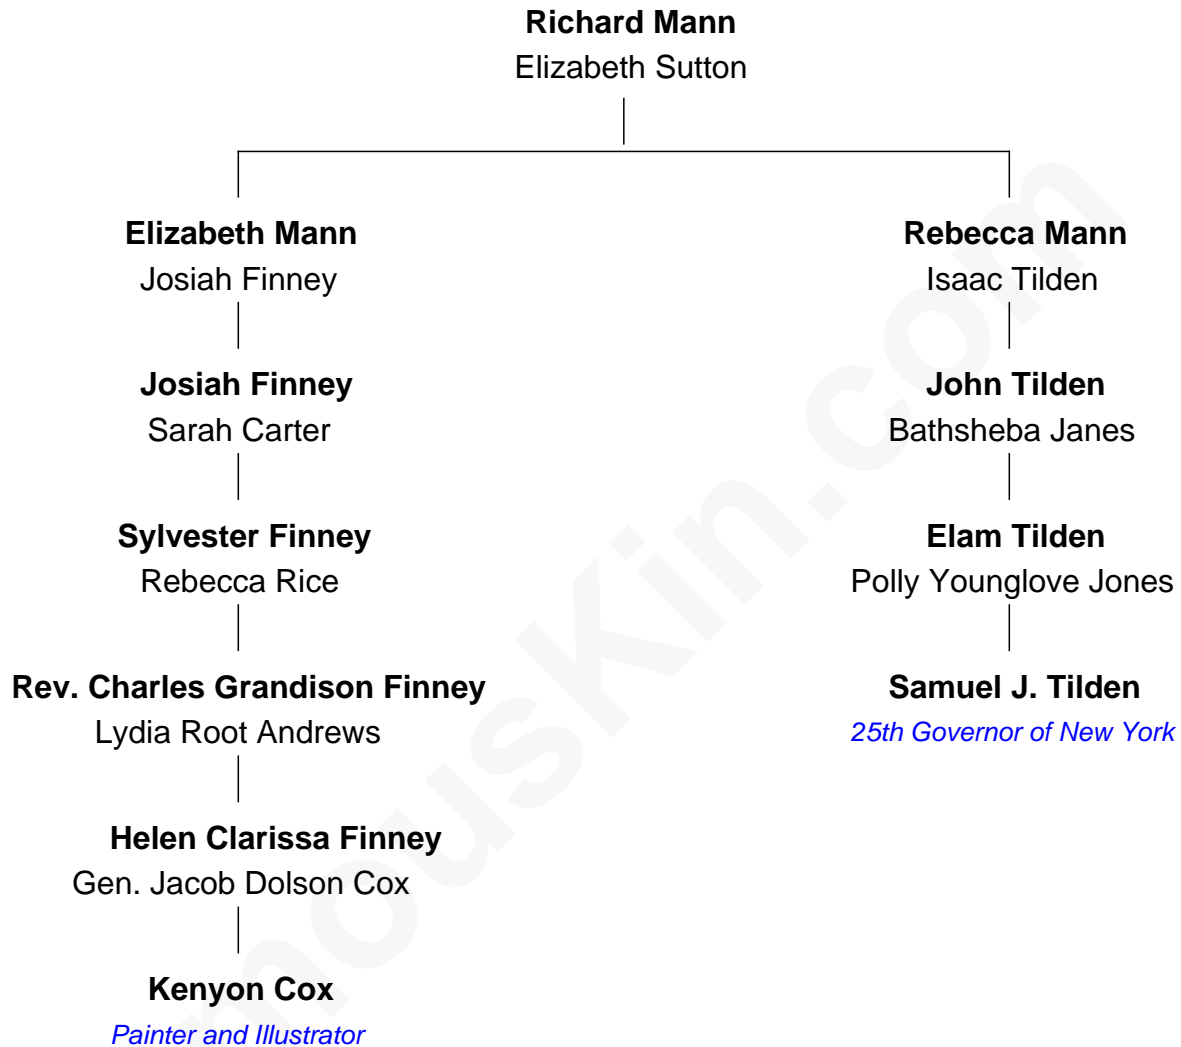 Richard Mann
Elizabeth Sutton
Elizabeth Mann
Josiah Finney
Rebecca Mann
Isaac Tilden
Josiah Finney
Sarah Carter
John Tilden
Bathsheba Janes
Sylvester Finney
Rebecca Rice
Elam Tilden
Polly Younglove Jones
Rev. Charles Grandison Finney
Lydia Root Andrews
Samuel J. Tilden
25th Governor of New York
Helen Clarissa Finney
Gen. Jacob Dolson Cox
Kenyon Cox
Painter and Illustrator
mousKin.com